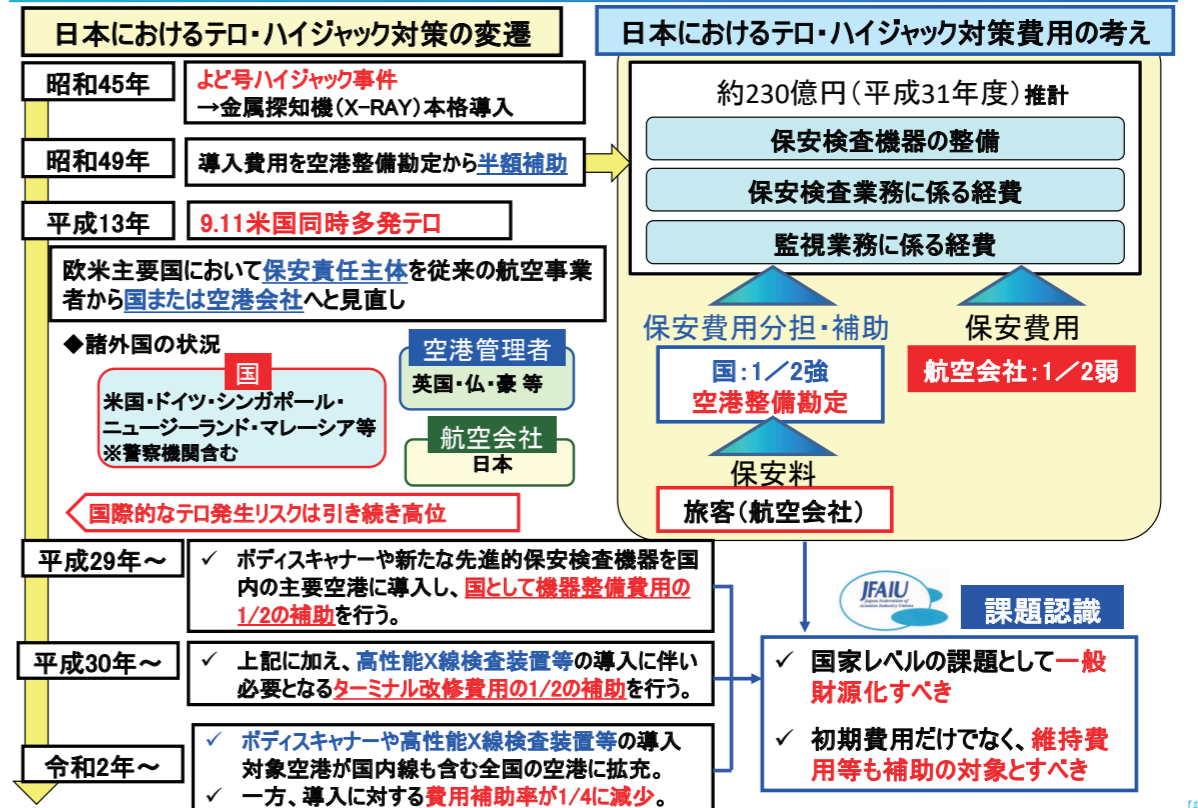 日本におけるテロ・ハイジャック対策の変遷
昭和45年
よど号ハイジャック事件
→金属探知機(X-RAY)本格導入
昭和49年
導入費用を空港整備勘定から半額補助
平成13年
9.11米国同時多発テロ
欧米主要国において保安責任主体を従来の航空事業
者から国または空港会社へと見直し
◆諸外国の状況
国
米国・ドイツ・シンガポール・
ニュージーランド・マレーシア等
※警察機関含む
空港管理者
英国・仏・豪 等
航空会社
日本
国際的なテロ発生リスクは引き続き高位
平成29年~
✓ ボディスキャナーや新たな先進的保安検査機器を国
内の主要空港に導入し、国として機器整備費用の
1/2の補助を行う。
平成30年~
✓ 上記に加え、高性能X線検査装置等の導入に伴い
必要となるターミナル改修費用の1/2の補助を行う。
令和2年~
✓ ボディスキャナーや高性能X線検査装置等の導入
対象空港が国内線も含む全国の空港に拡充。
✓ 一方、導入に対する費用補助率が1/4に減少。
日本におけるテロ・ハイジャック対策費用の考え
約230億円(平成31年度)推計
保安検査機器の整備
保安検査業務に係る経費
監視業務に係る経費
保安費用分担・補助
国:1/2強
空港整備勘定
保安費用
航空会社:1/2弱
保安料
旅客(航空会社)
JFAIU
Japan Federation of
Aviation Industry Unions
課題認識
✓ 国家レベルの課題として一般
財源化すべき
✓ 初期費用だけでなく、維持費
用等も補助の対象とすべき